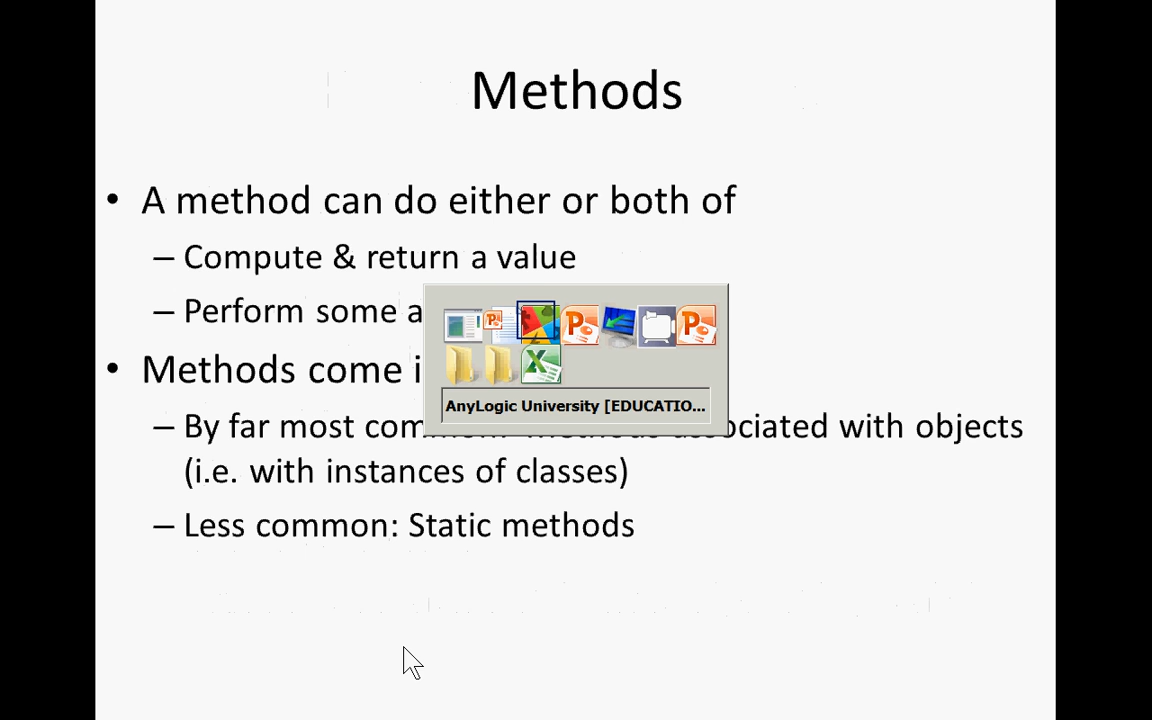 Methods
• A method can do either or both of
– Compute & return a value
– Perform some a
• Methods come i
– By far most com associated with objects
(i.e. with instances of classes)
– Less common: Static methods
AnyLogic University [EDUCATIO...